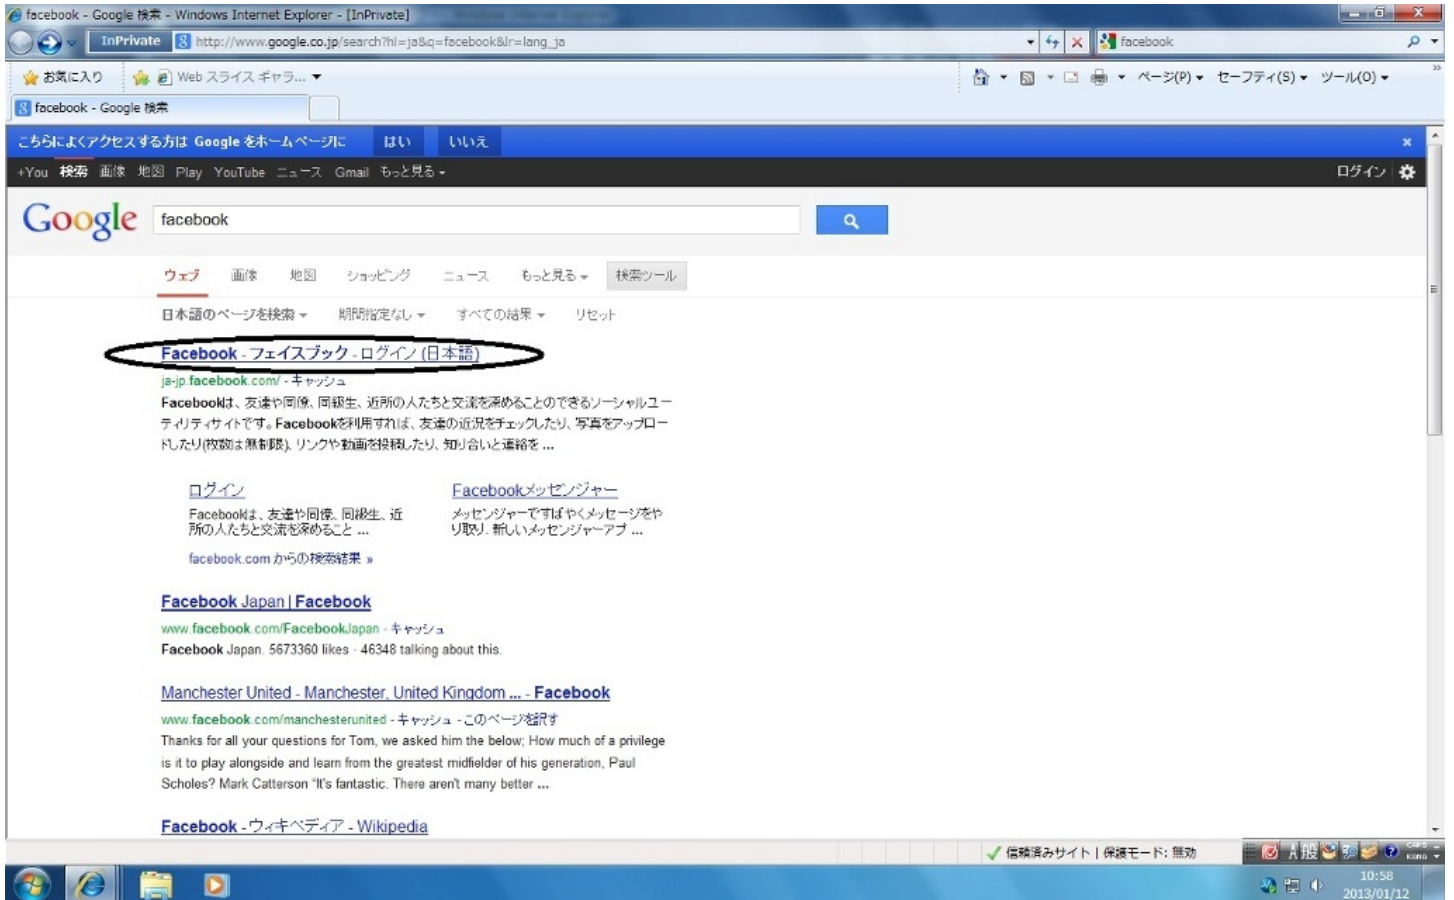 facebook - Google 検索 - Windows Internet Explorer - [InPrivate]
InPrivate http://www.google.co.jp/search?hl=ja&q=facebook&lr=lang_ja facebook
お気に入り Web スライス ギャラ... ▼ ページ(P) ▼ セーフティ(S) ▼ ツール(O) ▼ »
facebook - Google 検索
こちらによくアクセスする方は Google をホームページに はい いいえ ×
+You 検索 画像 地図 Play YouTube ニュース Gmail もっと見る ログイン
Google facebook
ウェブ 画像 地図 ショッピング ニュース もっと見る 検索ツール
日本語のページを検索 期間指定なし すべての結果 リセット
Facebook - フェイスブック - ログイン (日本語)
ja-jp.facebook.com/ - キャッシュ
Facebookは、友達や同僚、同級生、近所の人たちと交流を深めることのできるソーシャルユー
ティリティサイトです。Facebookを利用すれば、友達の近況をチェックしたり、写真をアップロー
ドしたり(枚数は無制限)、リンクや動画を投稿したり、知り合いと連絡を ...
ログイン Facebookメッセンジャー
Facebookは、友達や同僚、同級生、近 メッセンジャーですばやくメッセージをや
所の人たちと交流を深めること ... り取り. 新しいメッセンジャーアプ ...
facebook.com からの検索結果 »
Facebook Japan | Facebook
www.facebook.com/FacebookJapan - キャッシュ
Facebook Japan. 5673360 likes · 46348 talking about this.
Manchester United - Manchester, United Kingdom ... - Facebook
www.facebook.com/manchesterunited - キャッシュ - このページを訳す
Thanks for all your questions for Tom, we asked him the below; How much of a privilege
is it to play alongside and learn from the greatest midfielder of his generation, Paul
Scholes? Mark Catterson “It's fantastic. There aren't many better ...
Facebook - ウィキペディア - Wikipedia
信頼済みサイト | 保護モード: 無効 A 般 CAPS KANA
10:58
2013/01/12